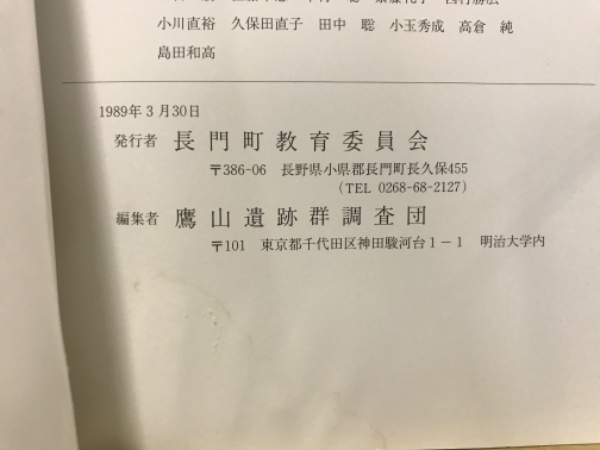 小川直裕 久保田直子 田中 聡 小玉秀成 高倉 純
島田和高
1989年3月30日
発行者 長門町教育委員会
〒386-06 長野県小県郡長門町長久保455
(TEL 0268-68-2127)
編集者 鷹山遺跡群調査団
〒101 東京都千代田区神田駿河台1-1 明治大学内